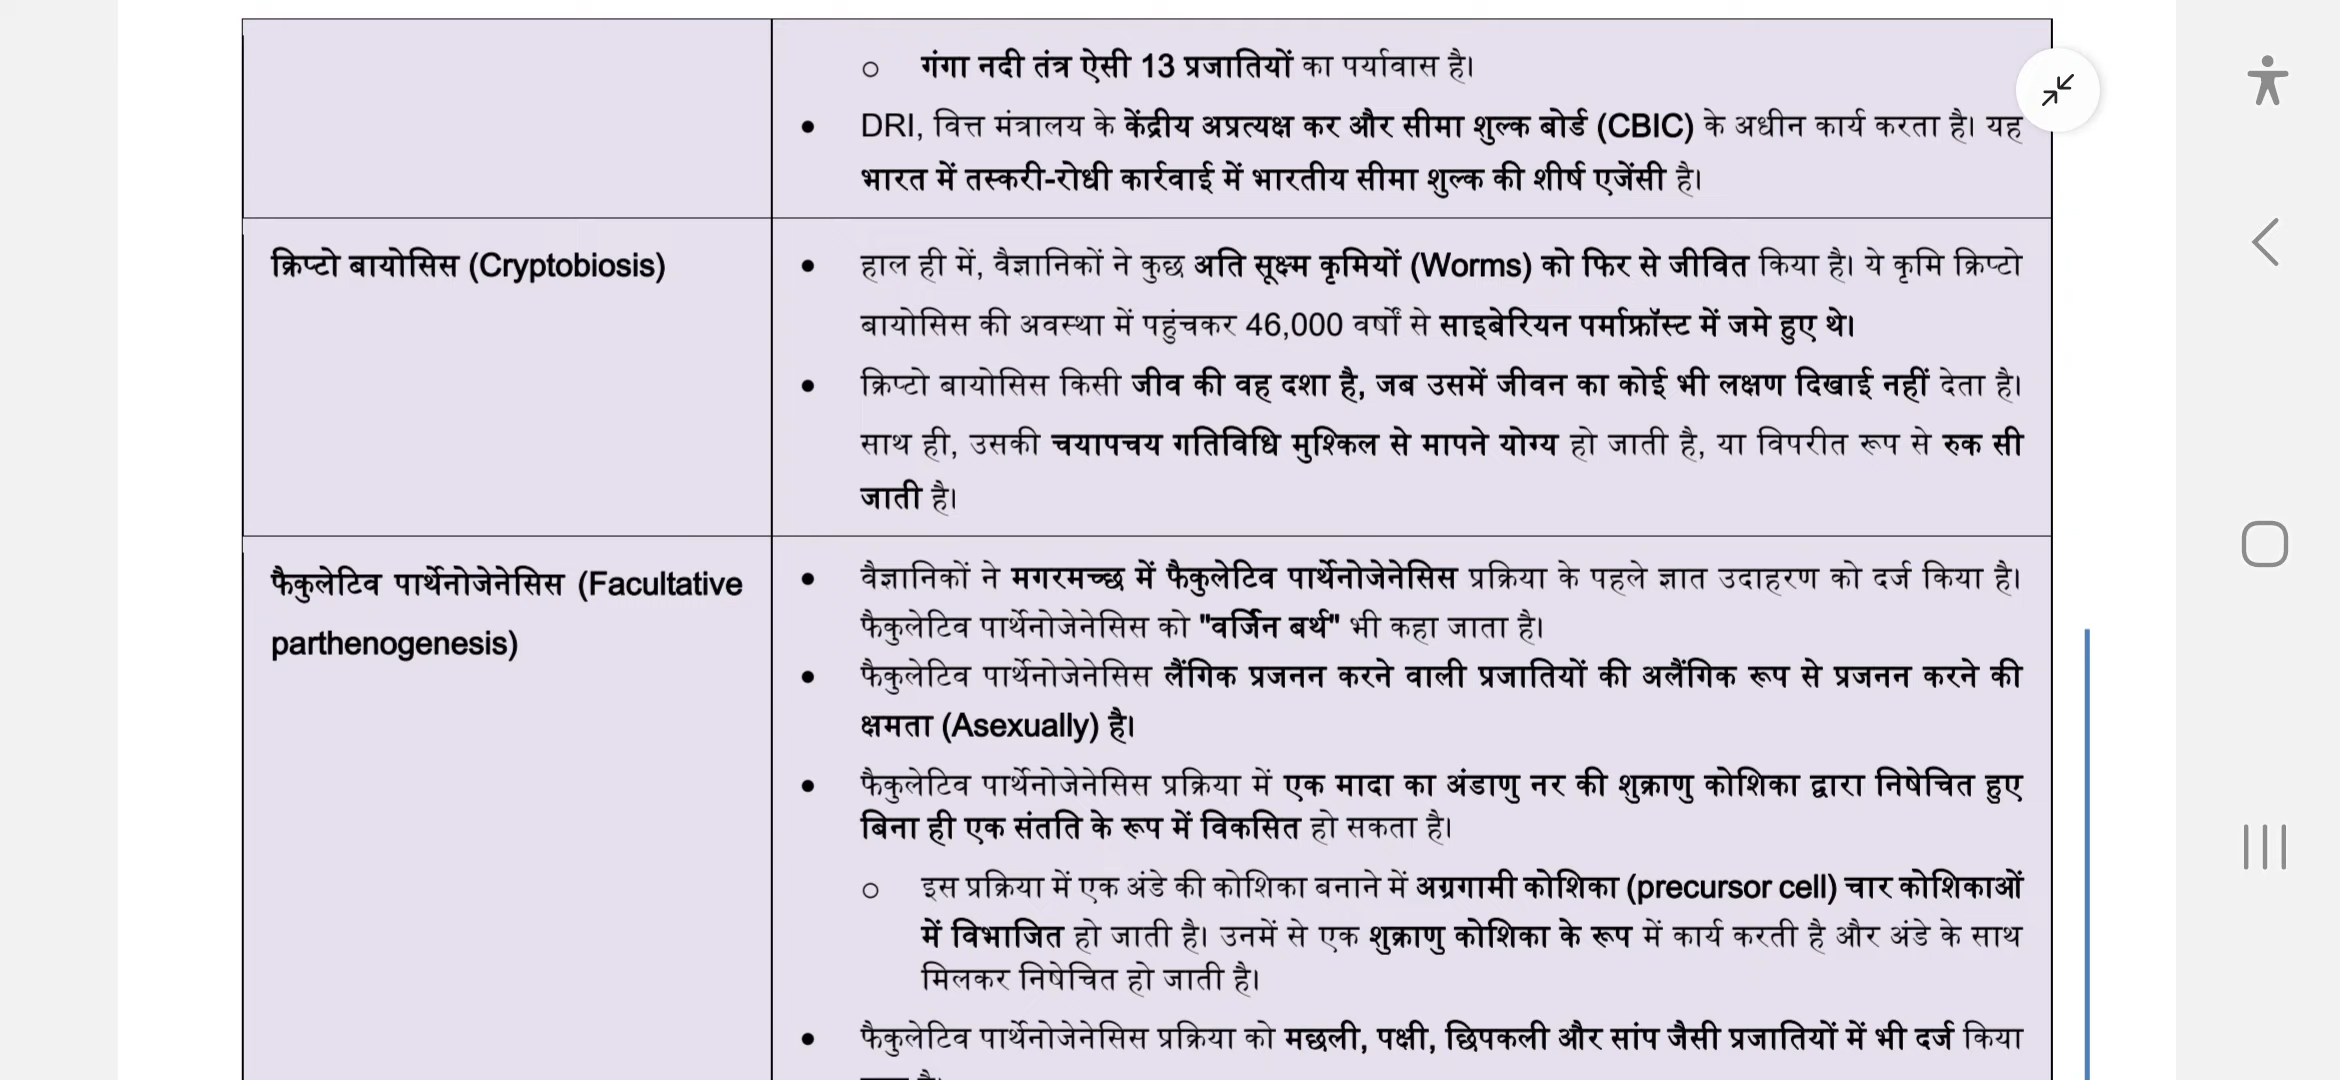 गंगा नदी तंत्र ऐसी 13 प्रजातियों का पर्यावास है।
DRI, वित्त मंत्रालय के केंद्रीय अप्रत्यक्ष कर और सीमा शुल्क बोर्ड (CBIC) के अधीन कार्य करता है। यह
भारत में तस्करी-रोधी कार्रवाई में भारतीय सीमा शुल्क की शीर्ष एजेंसी है।
क्रिप्टो बायोसिस (Cryptobiosis)
हाल ही में, वैज्ञानिकों ने कुछ अति सूक्ष्म कृमियों (Worms) को फिर से जीवित किया है। ये कृमि क्रिप्टो
बायोसिस की अवस्था में पहुंचकर 46,000 वर्षों से साइबेरियन पर्माफ्रॉस्ट में जमे हुए थे।
क्रिप्टो बायोसिस किसी जीव की वह दशा है, जब उसमें जीवन का कोई भी लक्षण दिखाई नहीं देता है।
साथ ही, उसकी चयापचय गतिविधि मुश्किल से मापने योग्य हो जाती है, या विपरीत रूप से रुक सी
जाती है।
फैकुलेटिव पार्थेनोजेनेसिस (Facultative
parthenogenesis)
वैज्ञानिकों ने मगरमच्छ में फैकुलेटिव पार्थेनोजेनेसिस प्रक्रिया के पहले ज्ञात उदाहरण को दर्ज किया है।
फैकुलेटिव पार्थेनोजेनेसिस को "वर्जिन बर्थ" भी कहा जाता है।
फैकुलेटिव पार्थेनोजेनेसिस लैंगिक प्रजनन करने वाली प्रजातियों की अलैंगिक रूप से प्रजनन करने की
क्षमता (Asexually) है।
फैकुलेटिव पार्थेनोजेनेसिस प्रक्रिया में एक मादा का अंडाणु नर की शुक्राणु कोशिका द्वारा निषेचित हुए
बिना ही एक संतति के रूप में विकसित हो सकता है।
इस प्रक्रिया में एक अंडे की कोशिका बनाने में अग्रगामी कोशिका (precursor cell) चार कोशिकाओं
में विभाजित हो जाती है। उनमें से एक शुक्राणु कोशिका के रूप में कार्य करती है और अंडे के साथ
मिलकर निषेचित हो जाती है।
फैकुलेटिव पार्थेनोजेनेसिस प्रक्रिया को मछली, पक्षी, छिपकली और सांप जैसी प्रजातियों में भी दर्ज किया